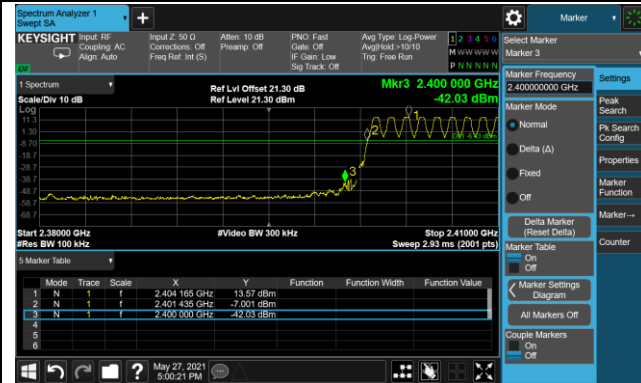 Spectrum Analyzer 1
Swept SA
Marker
KEYSIGHT
Input: RF
Coupling: AC
Align: Auto
Input Z: 50 Ω
Corrections: Off
Freq Ref: Int (S)
Atten: 10 dB
Preamp: Off
PNO: Fast
Gate: Off
IF Gain: Low
Sig Track: Off
Avg Type: Log-Power
Avg|Hold:>10/10
Trig: Free Run
1 2 3 4 5 6
M W W W W W
P N N N N N
Select Marker
Marker 3
1 Spectrum
Scale/Div 10 dB
Log
Ref Lvl Offset 21.30 dB
Ref Level 21.30 dBm
Mkr3 2.400 000 GHz
-42.03 dBm
11.3
1.30
-8.70
-18.7
-28.7
-38.7
-48.7
-58.7
-68.7
1
2
3
Start 2.38000 GHz
#Res BW 100 kHz
#Video BW 300 kHz
Stop 2.41000 GHz
Sweep 2.93 ms (2001 pts)
5 Marker Table
Mode Trace Scale X Y Function Function Width Function Value
1 N 1 f 2.404 165 GHz 13.57 dBm
2 N 1 f 2.401 435 GHz -7.001 dBm
3 N 1 f 2.400 000 GHz -42.03 dBm
4
5
6
Marker Frequency
2.400000000 GHz
Marker Mode
Normal
Delta (Δ)
Fixed
Off
Delta Marker
(Reset Delta)
Marker Table
On
Off
Marker Settings
Diagram
All Markers Off
Couple Markers
On
Off
Settings
Peak
Search
Pk Search
Config
Properties
Marker
Function
Marker→
Counter
?
May 27, 2021
5:00:21 PM